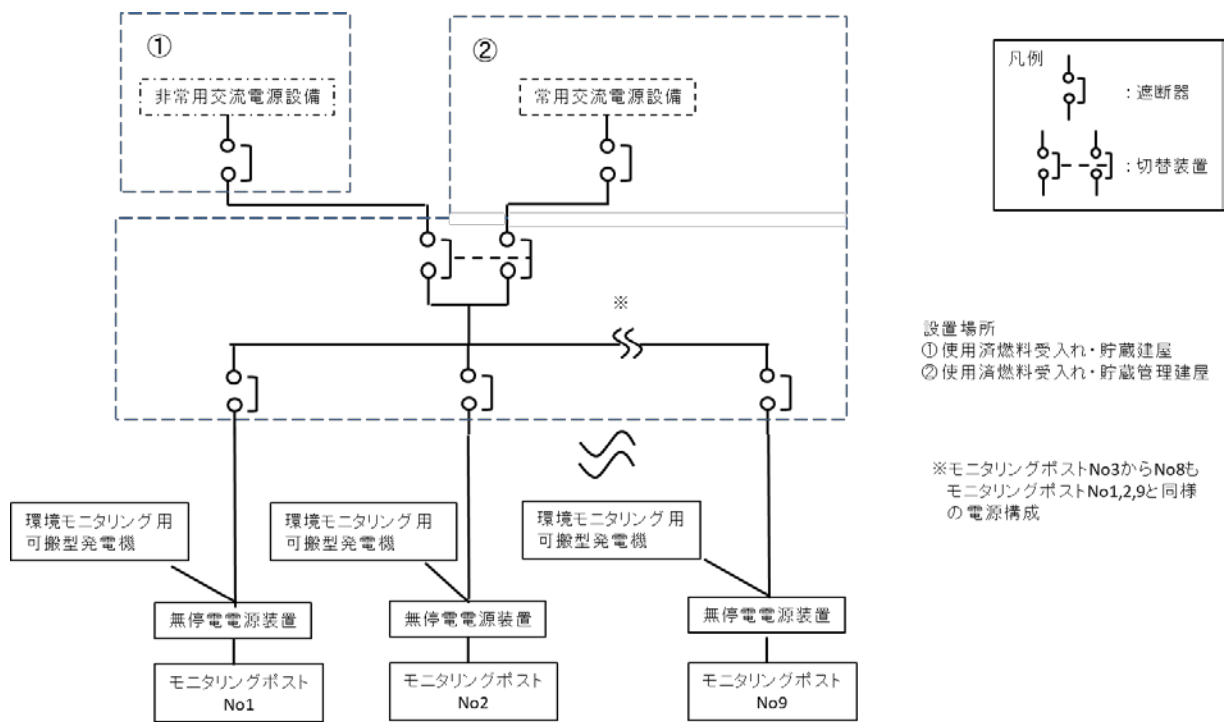 ①
非常用交流電源設備
②
常用交流電源設備
凡例
：遮断器
：切替装置
※
設置場所
①使用済燃料受入れ・貯蔵建屋
②使用済燃料受入れ・貯蔵管理建屋
※モニタリングポストNo3からNo8も
モニタリングポストNo1,2,9と同様
の電源構成
環境モニタリング用
可搬型発電機
環境モニタリング用
可搬型発電機
環境モニタリング用
可搬型発電機
無停電電源装置
無停電電源装置
無停電電源装置
モニタリングポスト
No1
モニタリングポスト
No2
モニタリングポスト
No9